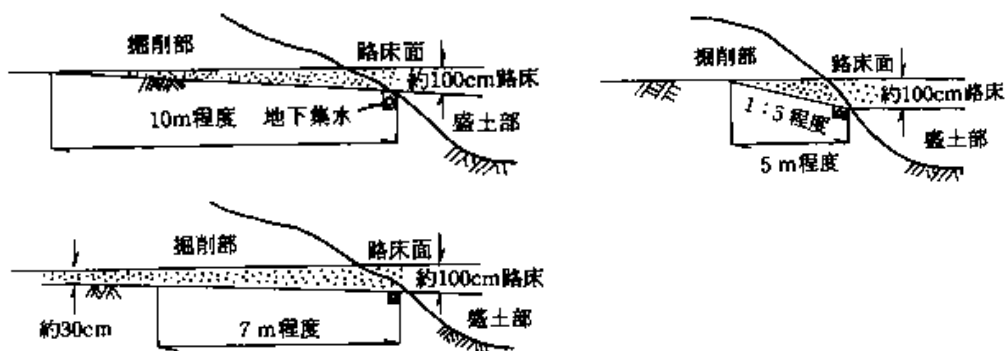 掘削部 路床面
約100cm路床
10m程度 地下集水
盛土部
掘削部 路床面
約100cm路床
1:5程度
盛土部
5m程度
掘削部 路床面
約100cm路床
約30cm
7m程度
盛土部